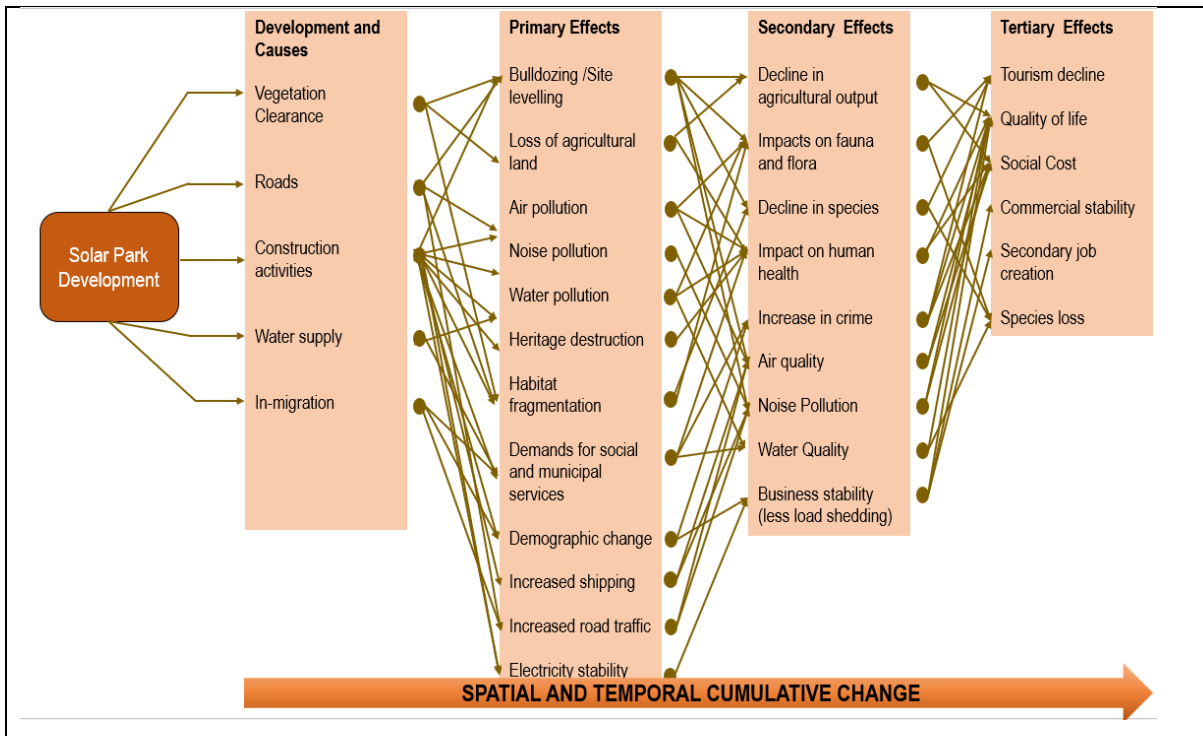 Solar Park
Development
Development and
Causes
Vegetation
Clearance
Roads
Construction
activities
Water supply
In-migration
Primary Effects
Bulldozing /Site
levelling
Loss of agricultural
land
Air pollution
Noise pollution
Water pollution
Heritage destruction
Habitat
fragmentation
Demands for social
and municipal
services
Demographic change
Increased shipping
Increased road traffic
Electricity stability
Secondary Effects
Decline in
agricultural output
Impacts on fauna
and flora
Decline in species
Impact on human
health
Increase in crime
Air quality
Noise Pollution
Water Quality
Business stability
(less load shedding)
Tertiary Effects
Tourism decline
Quality of life
Social Cost
Commercial stability
Secondary job
creation
Species loss
SPATIAL AND TEMPORAL CUMULATIVE CHANGE